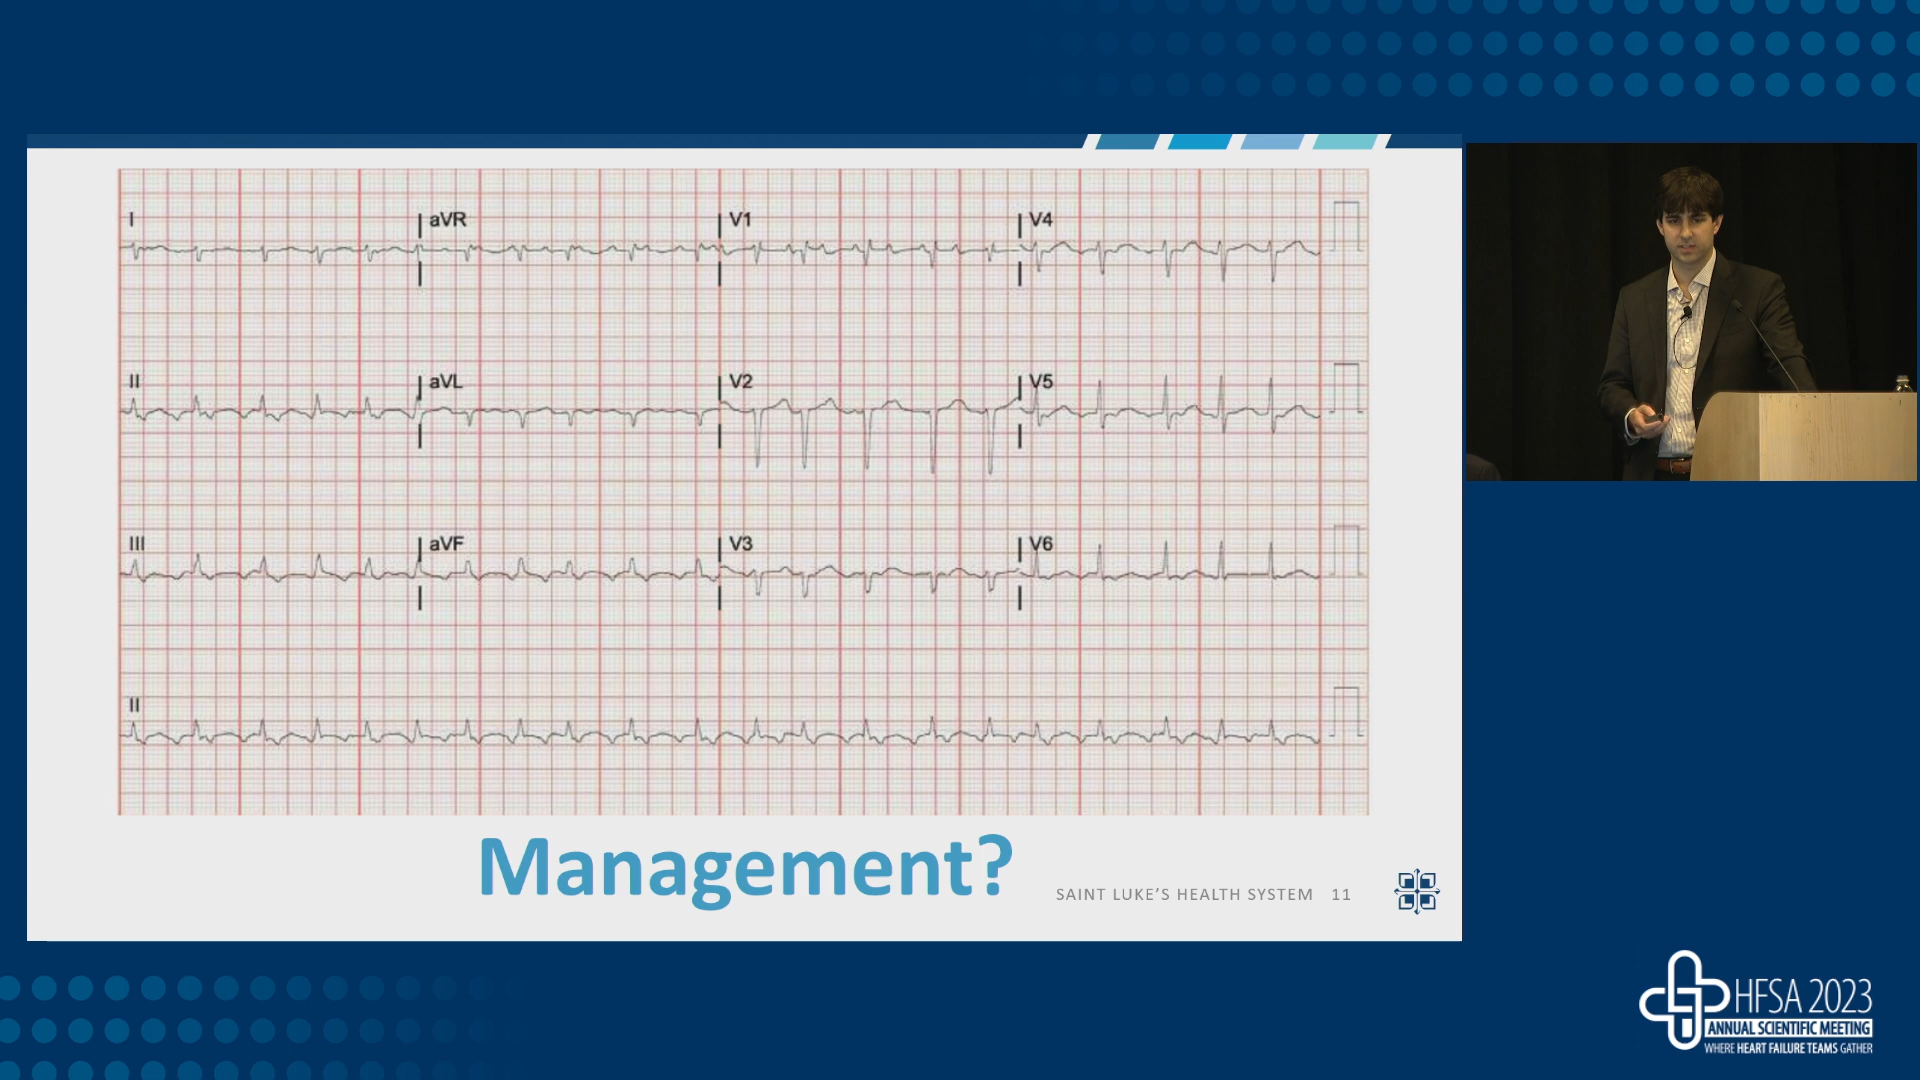 I aVR V1 V4
II aVL V2 V5
III aVF V3 V6
II
Management?
SAINT LUKE'S HEALTH SYSTEM 11
HFSA 2023
ANNUAL SCIENTIFIC MEETING
WHERE HEART FAILURE TEAMS GATHER